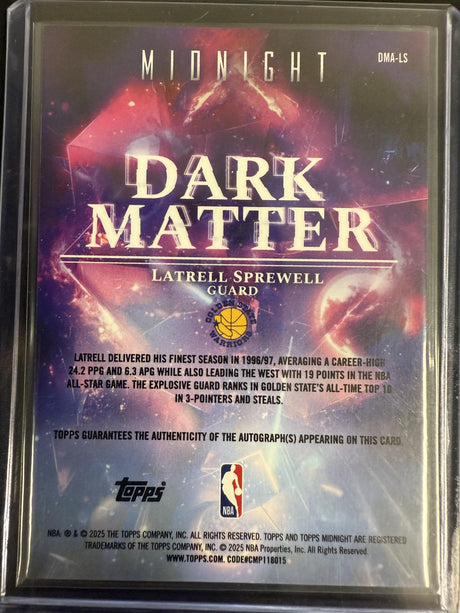 MIDNIGHT
DMA-LS
DARK
MATTER
LATRELL SPREWELL
GUARD
GOLDEN STATE
WARRIORS
LATRELL DELIVERED HIS FINEST SEASON IN 1996/97, AVERAGING A CAREER-HIGH
24.2 PPG AND 6.3 APG WHILE ALSO LEADING THE WEST WITH 19 POINTS IN THE NBA
ALL-STAR GAME. THE EXPLOSIVE GUARD RANKS IN GOLDEN STATE'S ALL-TIME TOP 10
IN 3-POINTERS AND STEALS.
TOPPS GUARANTEES THE AUTHENTICITY OF THE AUTOGRAPH(S) APPEARING ON THIS CARD.
topps
NBA
NBA: ® & © 2025 THE TOPPS COMPANY, INC. ALL RIGHTS RESERVED. TOPPS AND TOPPS MIDNIGHT ARE REGISTERED
TRADEMARKS OF THE TOPPS COMPANY, INC. © 2025 NBA Properties, Inc. All Rights Reserved.
WWW.TOPPS.COM. CODE#CMP118015